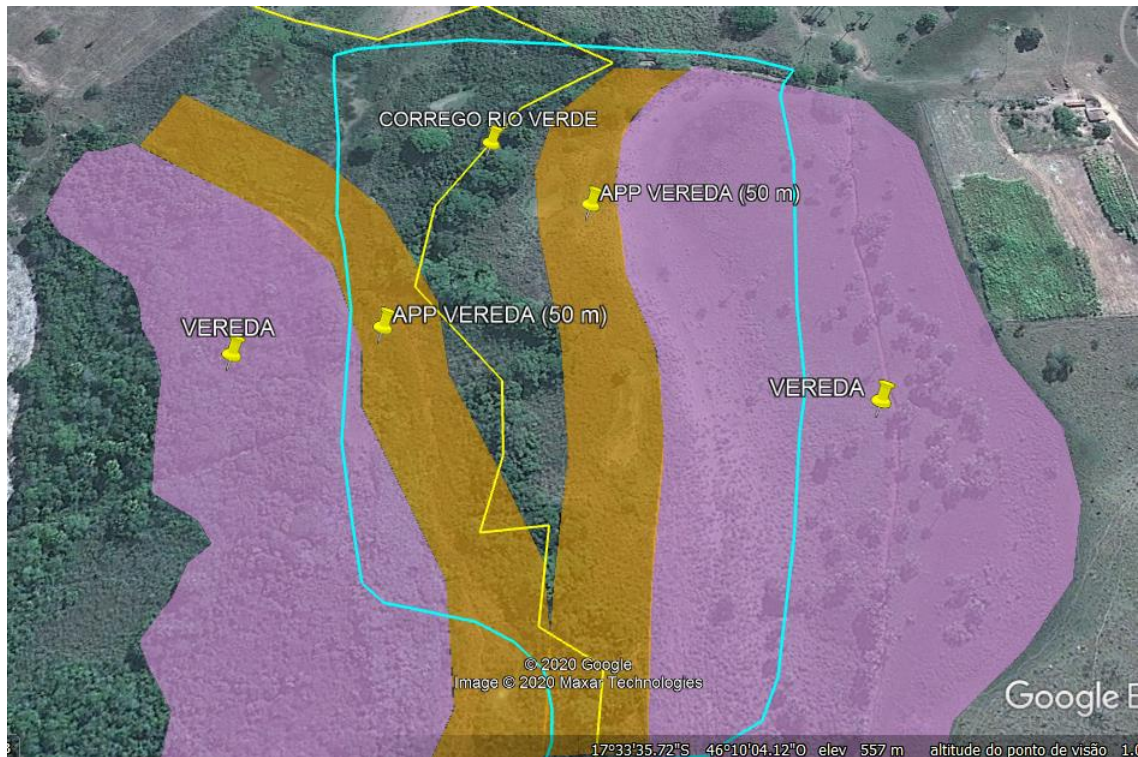 CORREGO RIO VERDE
APP VEREDA (50 m)
APP VEREDA (50 m)
VEREDA
VEREDA
© 2020 Google
Image © 2020 Maxar Technologies
Google E
17°33'35.72"S 46°10'04.12"O elev 557 m altitude do ponto de visão 1.0